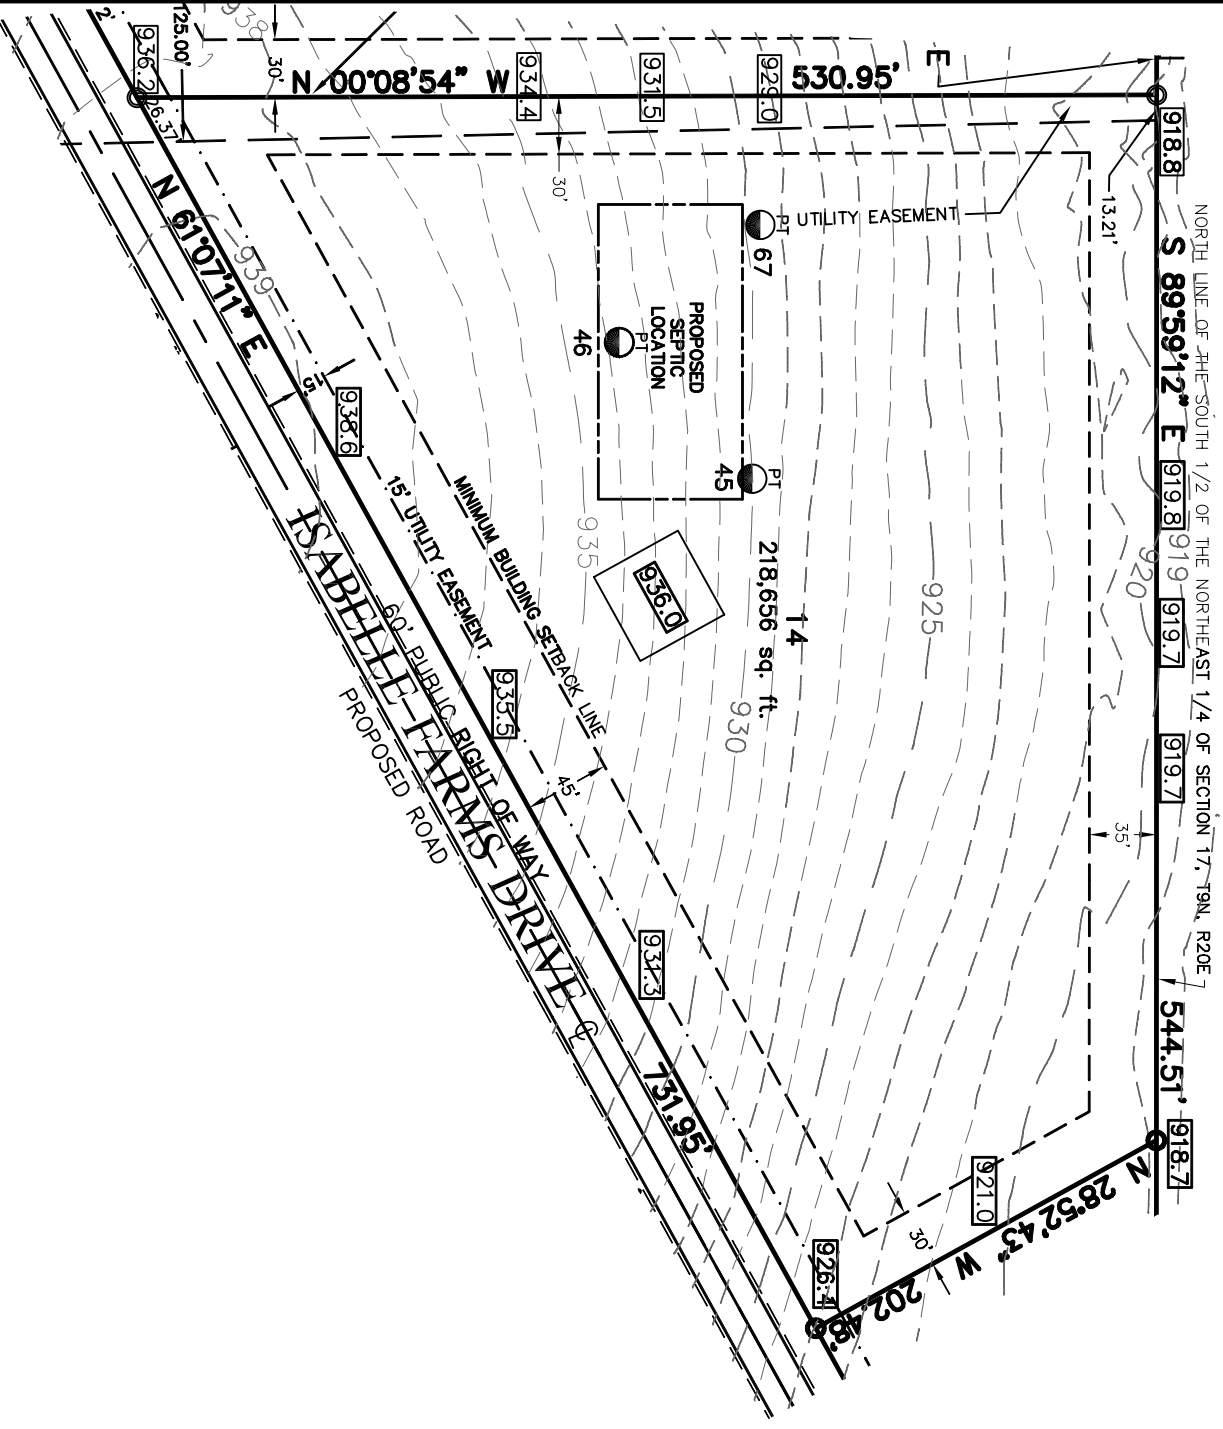 2'
125.00'
938
936.2
26.37'
30'
N 00°08'54" W
934.4
931.5
929.0
530.95'
E
918.8
13.21'
30'
UTILITY EASEMENT
NORTH LINE OF THE SOUTH 1/2 OF THE NORTHEAST 1/4 OF SECTION 17, T9N, R20E
S 89°59'12" E
919.8
919
920
919.7
919.7
35'
544.51'
918.7
PT
67
PT
46
PT
45
PROPOSED
SEPTIC
LOCATION
N 61°07'11" E
939
15'
938.6
935
936.0
14
218,656 sq. ft.
925
930
MINIMUM BUILDING SETBACK LINE
15' UTILITY EASEMENT
935.5
45'
ISABELLE FARMS DRIVE
60' PUBLIC RIGHT OF WAY
PROPOSED ROAD
931.3
731.95'
921.0
30'
926.4
N 28°52'43" W
202.48'